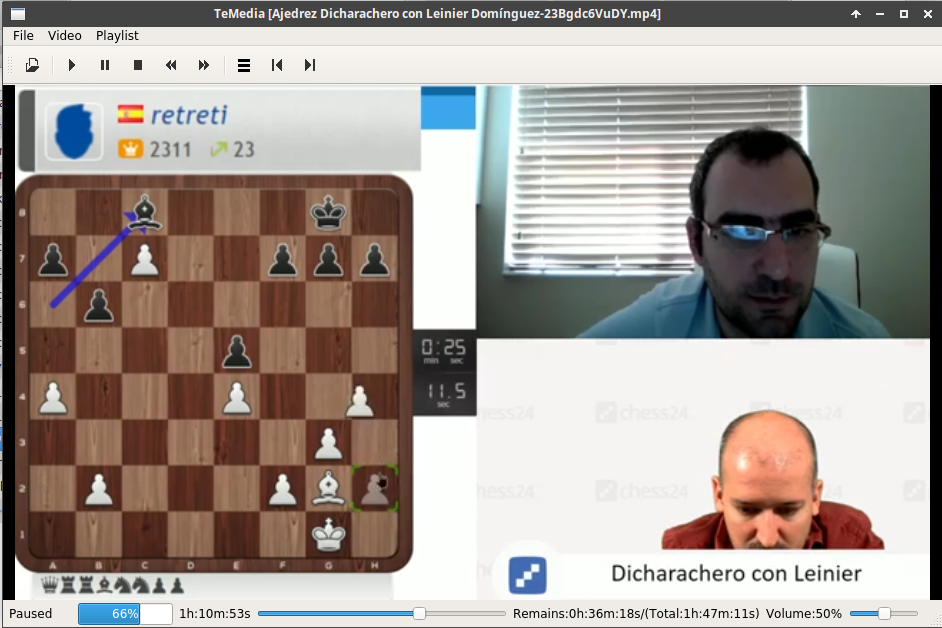 TeMedia [Ajedrez Dicharachero con Leinier Domínguez-23Bgdc6VuDY.mp4]
File Video Playlist
retreti
2311 23
8
7
6
5
4
3
2
1
A B C D E F G H
0:25
min sec
11.5
sec
chess24 chess24
chess24
hess24 chess24
Dicharachero con Leinier
Paused 66% 1h:10m:53s Remains:0h:36m:18s/(Total:1h:47m:11s) Volume:50%